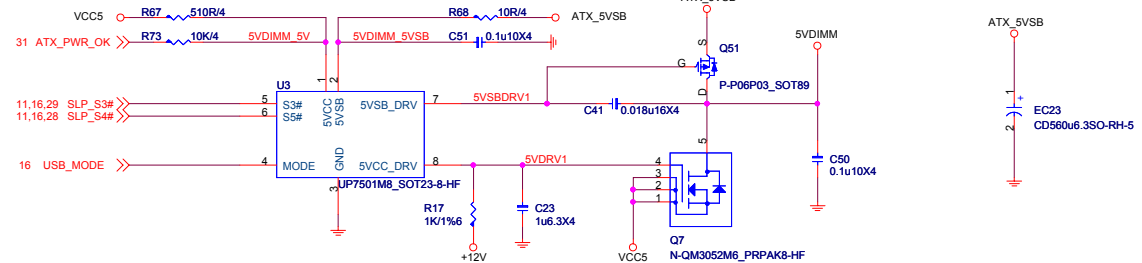 VCC5 R67 510R/4 R68 10R/4 ATX_5VSB
31 ATX_PWR_OK R73 10K/4 5VDIMM_5V 5VDIMM_5VSB C51 0.1u10X4
ATX_5VSB
5VDIMM
S
Q51
G
P-P06P03_SOT89
D
U3
1 2
11,16,29 SLP_S3# 5 S3# 5VCC 5VSB 5VSB_DRV 7 5VSBDRV1
11,16,28 SLP_S4# 6 S5#
C41 0.018u16X4
16 USB_MODE 4 MODE GND 5VCC_DRV 8 5VDRV1
3
UP7501M8_SOT23-8-HF
R17
1K/1%6
+12V
C23
1u6.3X4
5
4
3
2
1
VCC5
Q7
N-QM3052M6_PRPAK8-HF
C50
0.1u10X4
1
+
EC23
CD560u6.3SO-RH-5
2